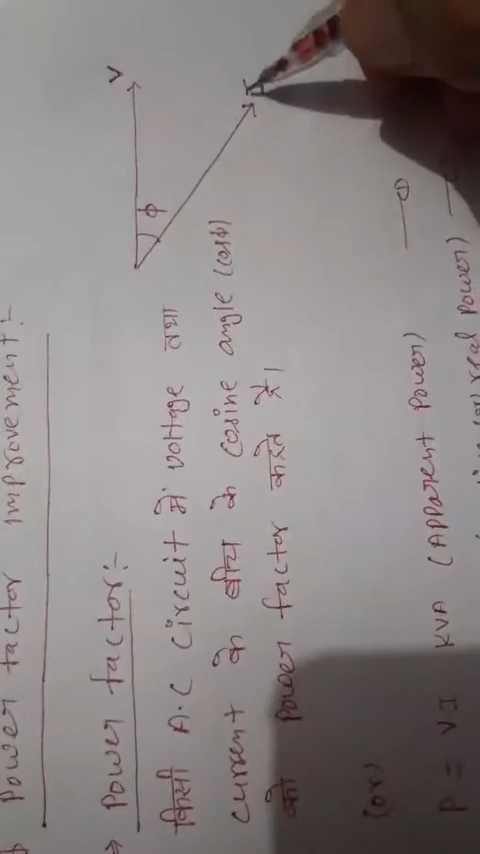 Power factor improvement:-
⇒ Power factor:-
किसी A.C circuit में voltage तथा
current के बीच के cosine angle (cosϕ)
को power factor कहते है।
V
ϕ
I
(or)
P = VI KVA (Apparent Power) — ①
real power) —